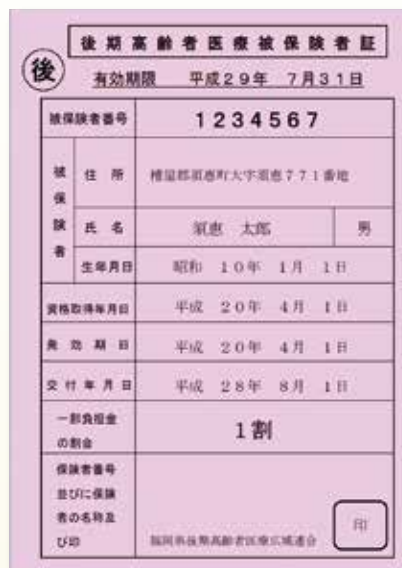 後期高齢者医療被保険者証
後
有効期限 平成29年 7月31日
被保険者番号 1234567
被保険者
住所 糟屋郡須恵町大字須恵771番地
氏名 須恵 太郎 男
生年月日 昭和 10年 1月 1日
資格取得年月日 平成 20年 4月 1日
発効期日 平成 20年 4月 1日
交付年月日 平成 28年 8月 1日
一部負担金
の割合
1割
保険者番号
並びに保険
者の名称及
び印
福岡県後期高齢者医療広域連合
印